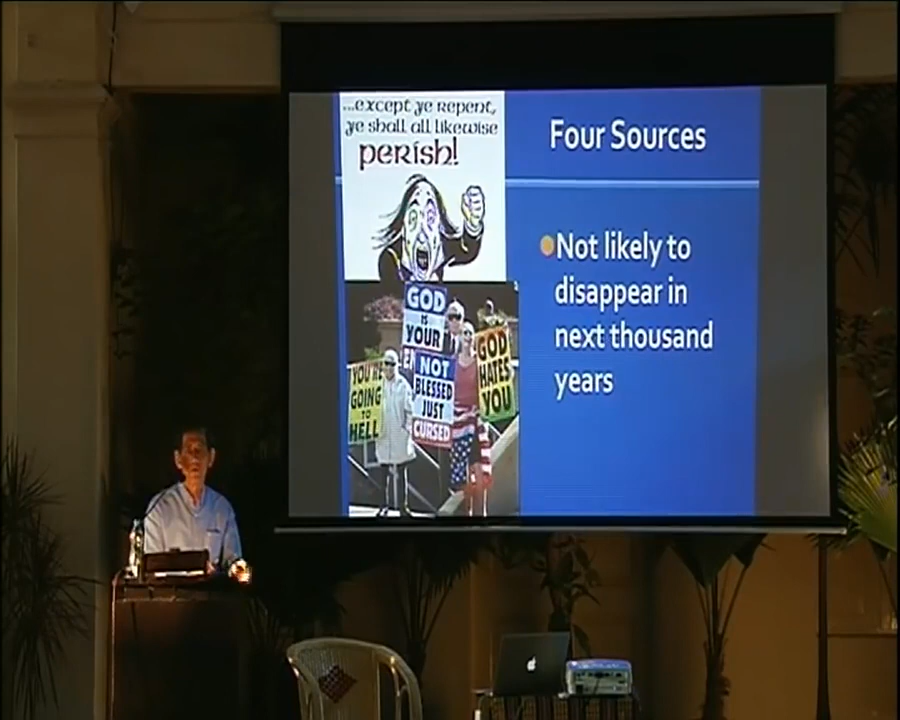 ...except ye repent,
ye shall all likewise
perish!
Four Sources
Not likely to
disappear in
next thousand
years
GOD
IS
YOUR
NOT
BLESSED
JUST
CURSED
GOD
HATES
YOU
YOU'RE
GOING
TO
HELL